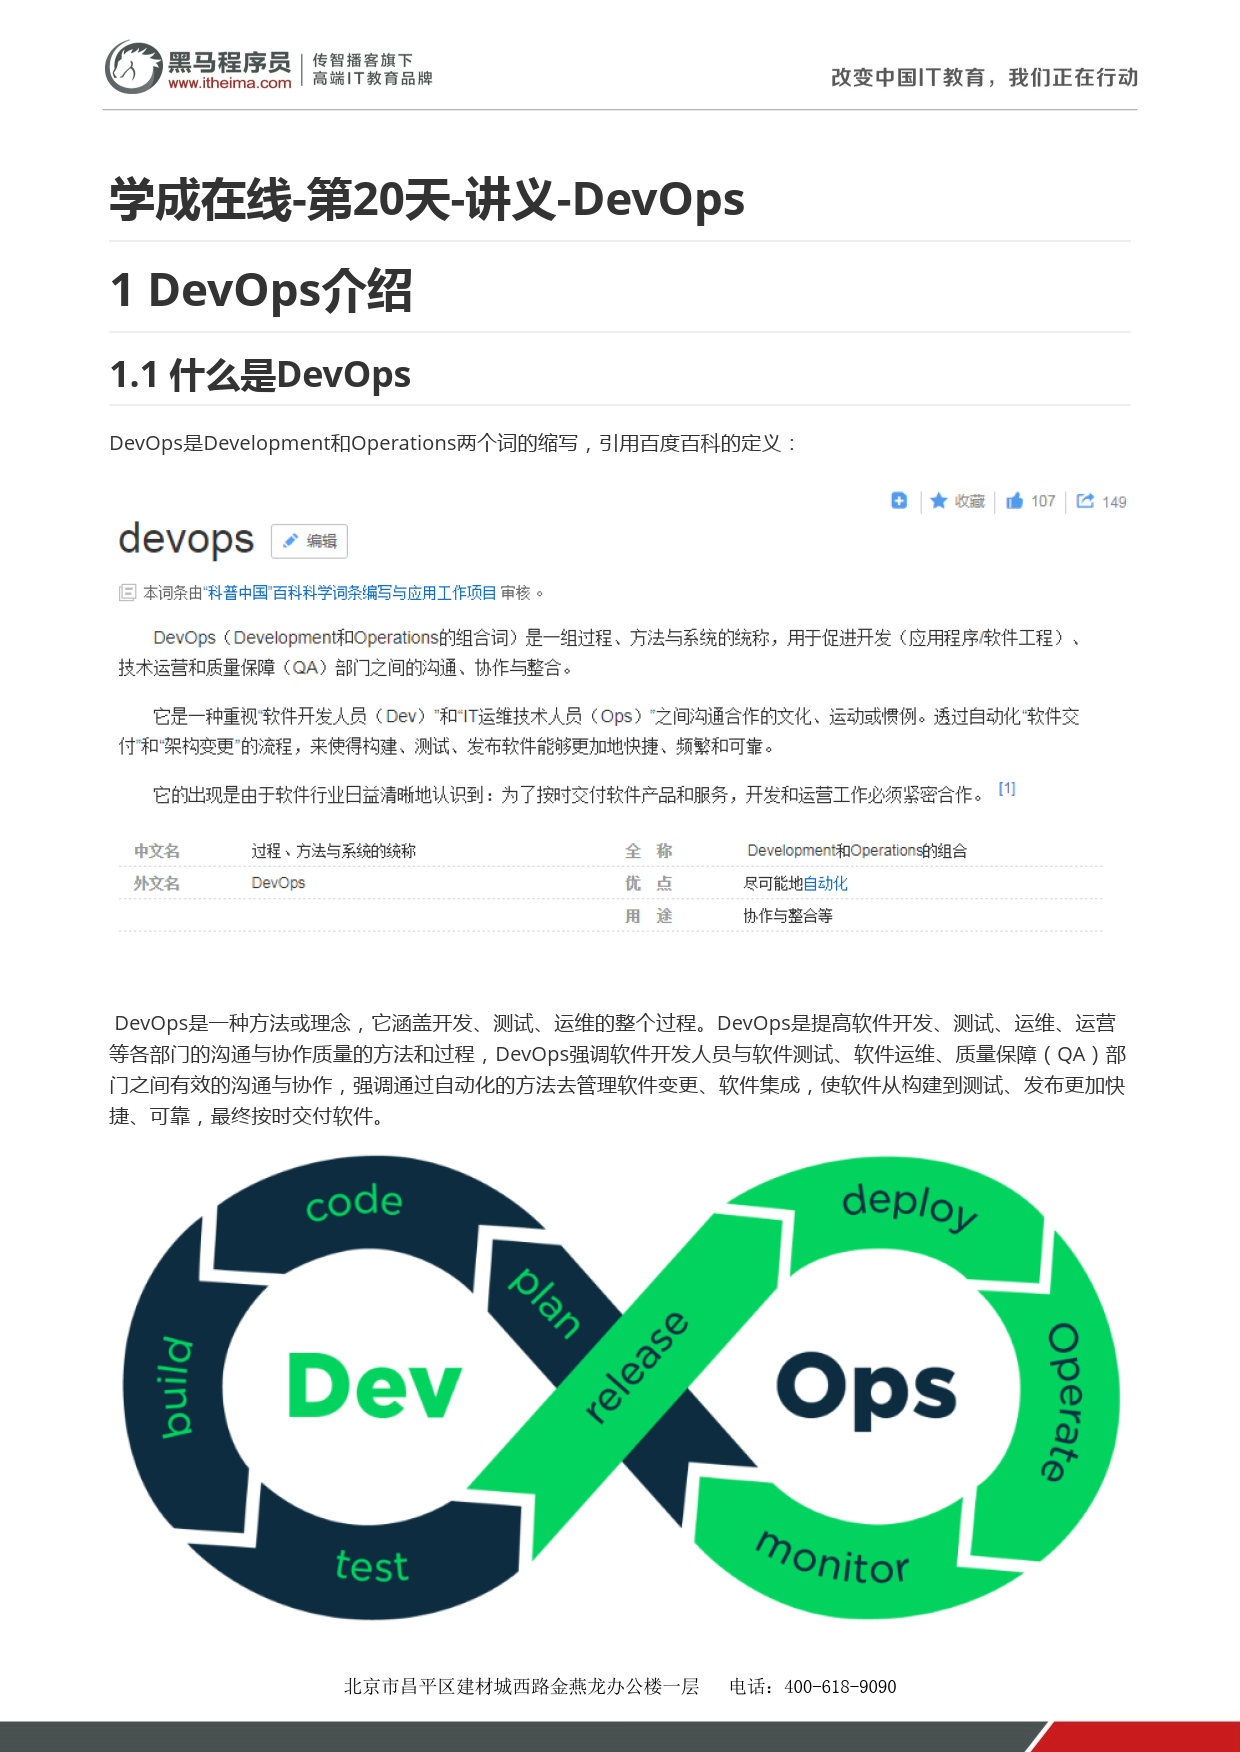 黑马程序员
www.itheima.com
传智播客旗下
高端IT教育品牌
改变中国IT教育，我们正在行动
学成在线-第20天-讲义-DevOps
1 DevOps介绍
1.1 什么是DevOps
DevOps是Development和Operations两个词的缩写，引用百度百科的定义：
收藏 107 149
devops 编辑
本词条由“科普中国”百科科学词条编写与应用工作项目 审核 。
DevOps（Development和Operations的组合词）是一组过程、方法与系统的统称，用于促进开发（应用程序/软件工程）、
技术运营和质量保障（QA）部门之间的沟通、协作与整合。
它是一种重视“软件开发人员（Dev）”和“IT运维技术人员（Ops）”之间沟通合作的文化、运动或惯例。透过自动化“软件交
付”和“架构变更”的流程，来使得构建、测试、发布软件能够更加地快捷、频繁和可靠。
它的出现是由于软件行业日益清晰地认识到：为了按时交付软件产品和服务，开发和运营工作必须紧密合作。 [1]
中文名 过程、方法与系统的统称 全 称 Development和Operations的组合
外文名 DevOps 优 点 尽可能地自动化
用 途 协作与整合等
DevOps是一种方法或理念，它涵盖开发、测试、运维的整个过程。DevOps是提高软件开发、测试、运维、运营
等各部门的沟通与协作质量的方法和过程，DevOps强调软件开发人员与软件测试、软件运维、质量保障（QA）部
门之间有效的沟通与协作，强调通过自动化的方法去管理软件变更、软件集成，使软件从构建到测试、发布更加快
捷、可靠，最终按时交付软件。
code
deploy
plan
release
build
Dev
Ops
Operate
test
monitor
北京市昌平区建材城西路金燕龙办公楼一层 电话：400-618-9090